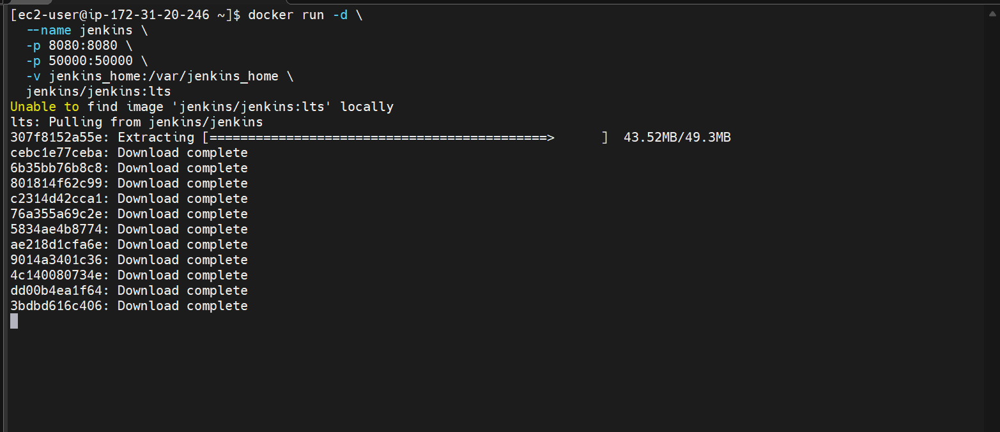 [ec2-user@ip-172-31-20-246 ~]$ docker run -d \
  --name jenkins \
  -p 8080:8080 \
  -p 50000:50000 \
  -v jenkins_home:/var/jenkins_home \
  jenkins/jenkins:lts
Unable to find image 'jenkins/jenkins:lts' locally
lts: Pulling from jenkins/jenkins
307f8152a55e: Extracting [============================================>      ]  43.52MB/49.3MB
cebc1e77ceba: Download complete
6b35bb76b8c8: Download complete
801814f62c99: Download complete
c2314d42cca1: Download complete
76a355a69c2e: Download complete
5834ae4b8774: Download complete
ae218d1cfa6e: Download complete
9014a3401c36: Download complete
4c140080734e: Download complete
dd00b4ea1f64: Download complete
3bdbd616c406: Download complete